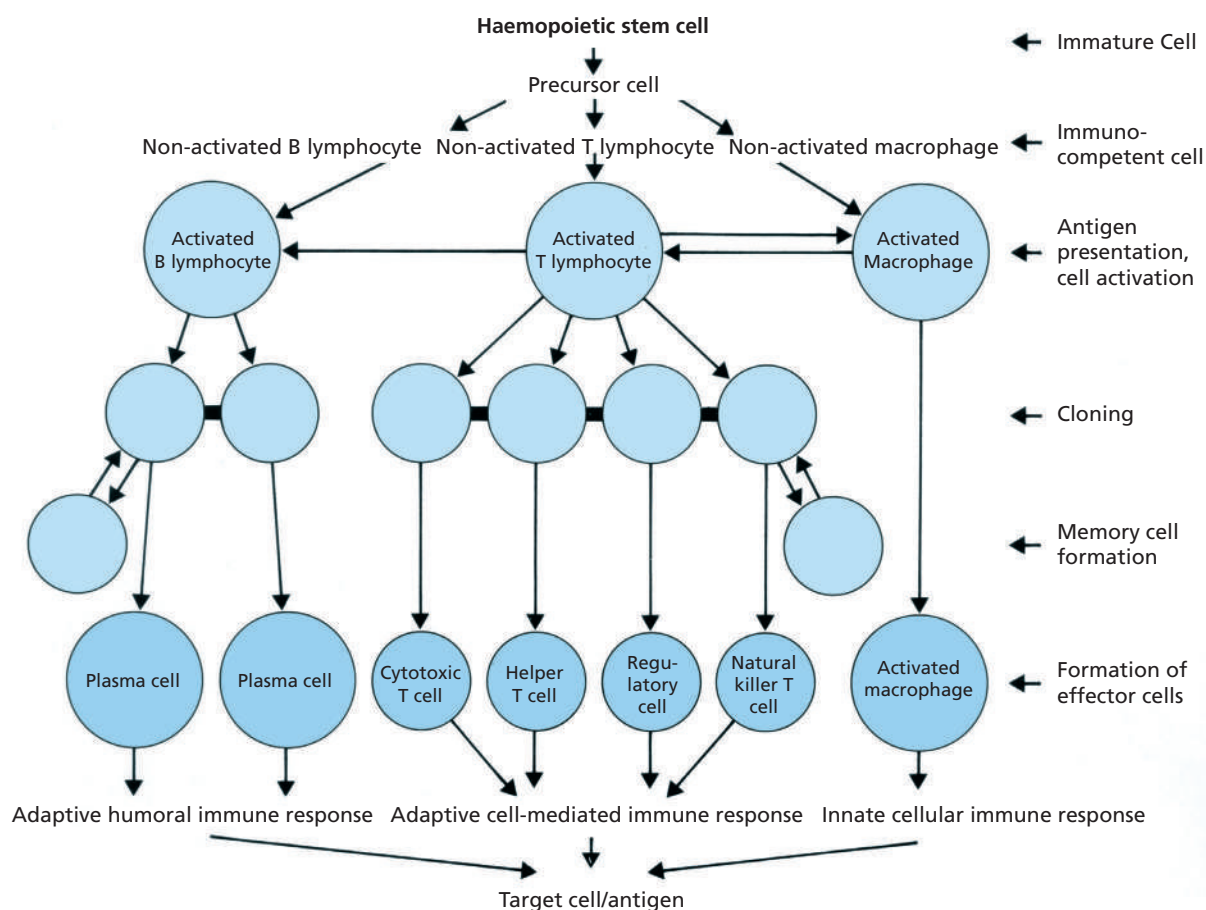 Haemopoietic stem cell
Immature Cell
Precursor cell
Non-activated B lymphocyte
Non-activated T lymphocyte
Non-activated macrophage
Immuno-
competent cell
Activated
B lymphocyte
Activated
T lymphocyte
Activated
Macrophage
Antigen
presentation,
cell activation
Cloning
Memory cell
formation
Plasma cell
Plasma cell
Cytotoxic
T cell
Helper
T cell
Regu-
latory
cell
Natural
killer T
cell
Activated
macrophage
Formation of
effector cells
Adaptive humoral immune response
Adaptive cell-mediated immune response
Innate cellular immune response
Target cell/antigen